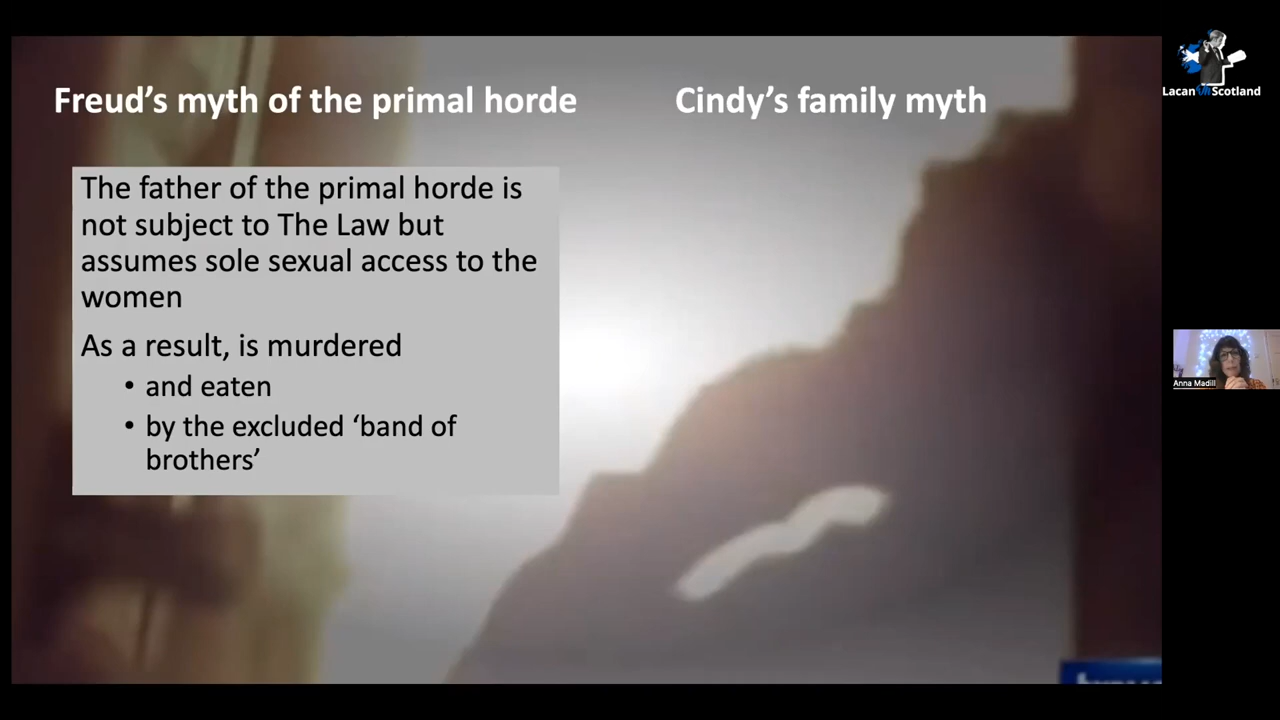 Freud’s myth of the primal horde
Cindy’s family myth
The father of the primal horde is
not subject to The Law but
assumes sole sexual access to the
women
As a result, is murdered
• and eaten
• by the excluded ‘band of
brothers’
Lacan in Scotland
Anna Madill